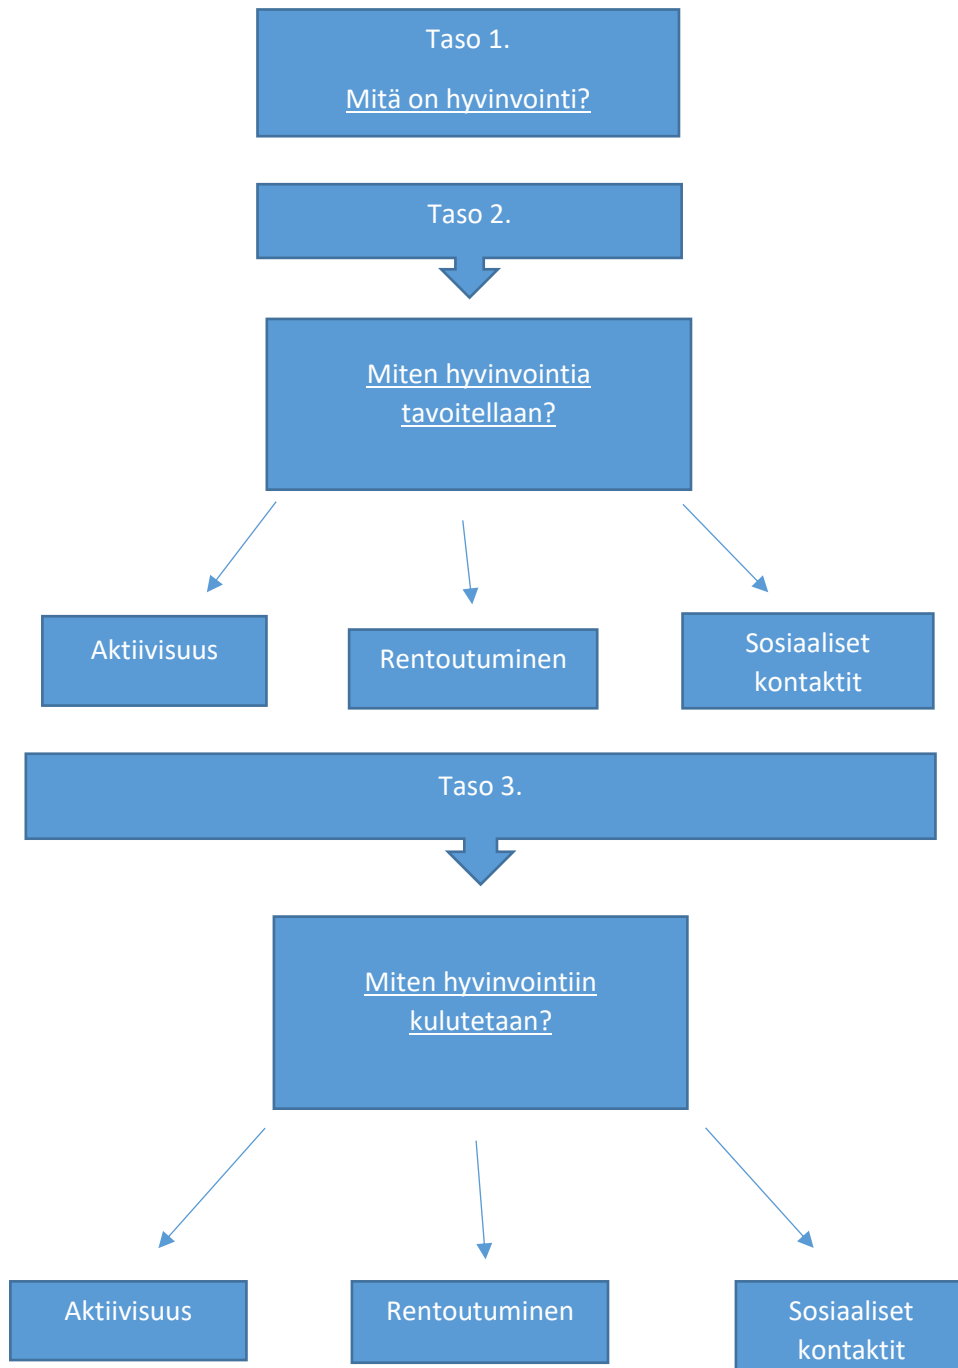 Taso 1.
Mitä on hyvinvointi?
Taso 2.
Miten hyvinvointia
tavoitellaan?
Aktiivisuus
Rentoutuminen
Sosiaaliset
kontaktit
Taso 3.
Miten hyvinvointiin
kulutetaan?
Aktiivisuus
Rentoutuminen
Sosiaaliset
kontaktit